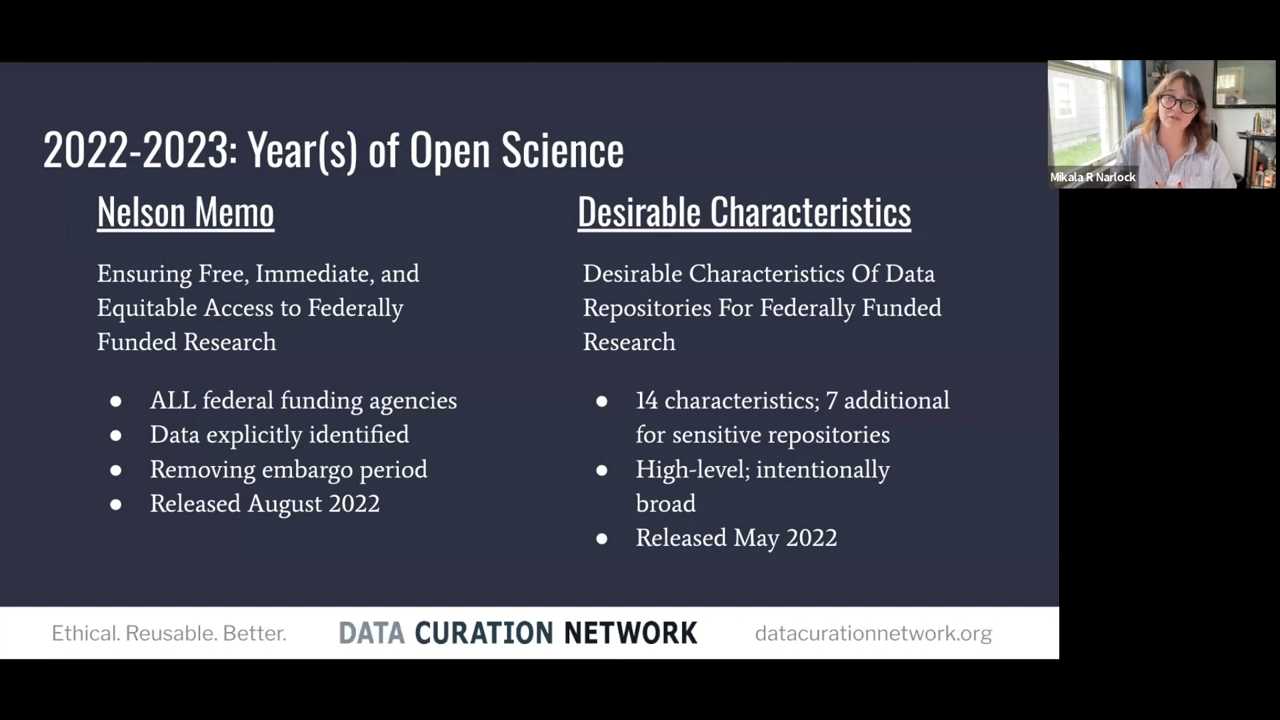 2022-2023: Year(s) of Open Science
Nelson Memo
Ensuring Free, Immediate, and
Equitable Access to Federally
Funded Research
● ALL federal funding agencies
● Data explicitly identified
● Removing embargo period
● Released August 2022
Desirable Characteristics
Desirable Characteristics Of Data
Repositories For Federally Funded
Research
● 14 characteristics; 7 additional
for sensitive repositories
● High-level; intentionally
broad
● Released May 2022
Ethical. Reusable. Better.
DATA CURATION NETWORK
datacurationnetwork.org
Mikala R Narlock